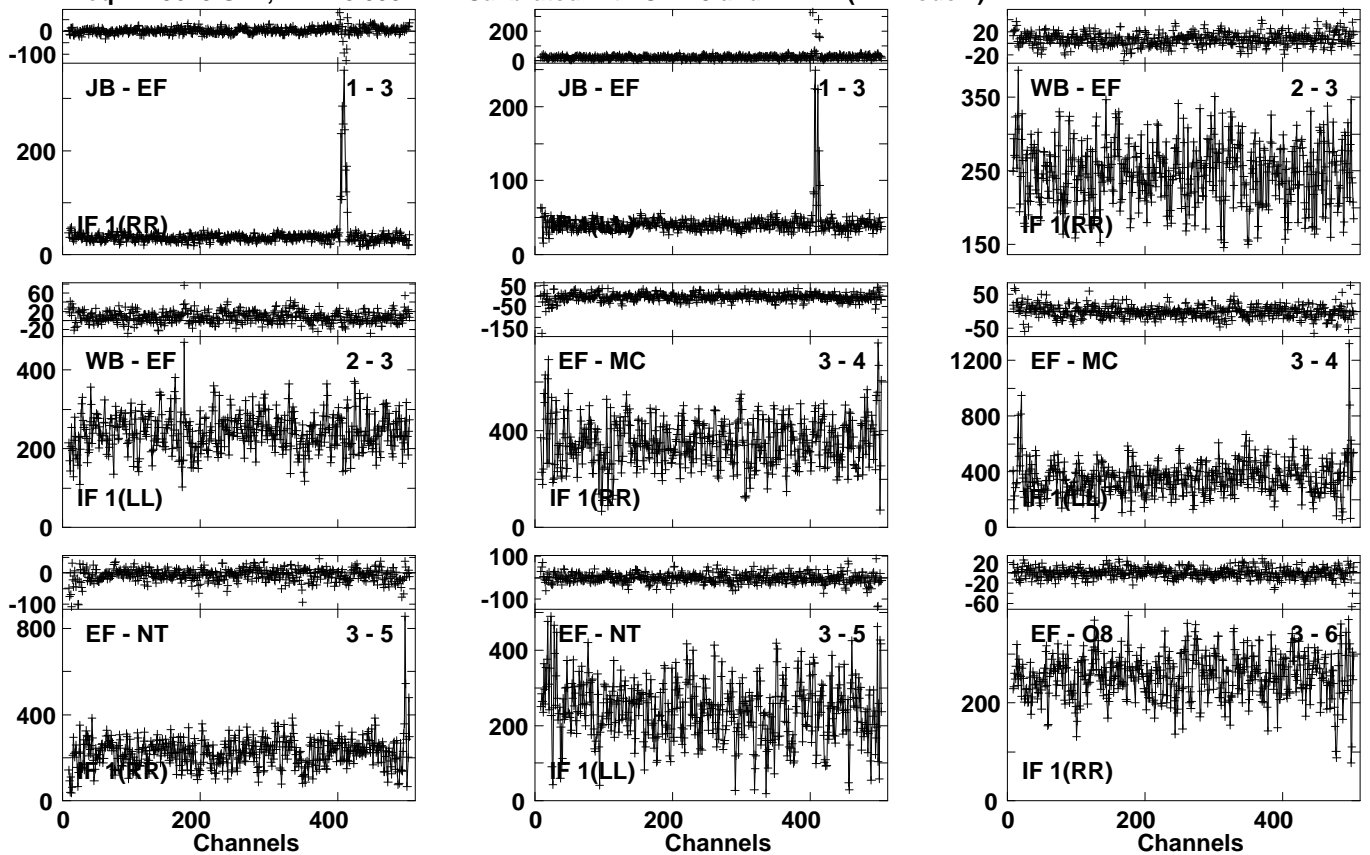 0
-100
JB - EF 1 - 3
200
IF 1(RR)
0
200
0
JB - EF 1 - 3
200
100
0
20
-20
WB - EF 2 - 3
350
250
150
IF 1(RR)
60
20
-20
WB - EF 2 - 3
400
200
IF 1(LL)
0
50
-50
-150
EF - MC 3 - 4
400
IF 1(RR)
0
50
-50
EF - MC 3 - 4
1200
800
400
IF 1(LL)
0
0
-100
EF - NT 3 - 5
800
400
IF 1(RR)
0
0 200 400
Channels
100
-100
EF - NT 3 - 5
400
200
IF 1(LL)
0
0 200 400
Channels
20
-20
-60
EF - O8 3 - 6
200
IF 1(RR)
0
0 200 400
Channels